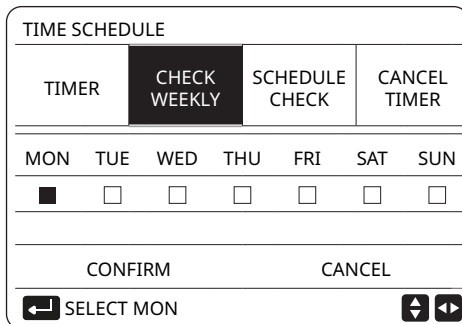 TIME SCHEDULE
TIMER
CHECK
WEEKLY
SCHEDULE
CHECK
CANCEL
TIMER
MON TUE WED THU FRI SAT SUN
CONFIRM CANCEL
SELECT MON